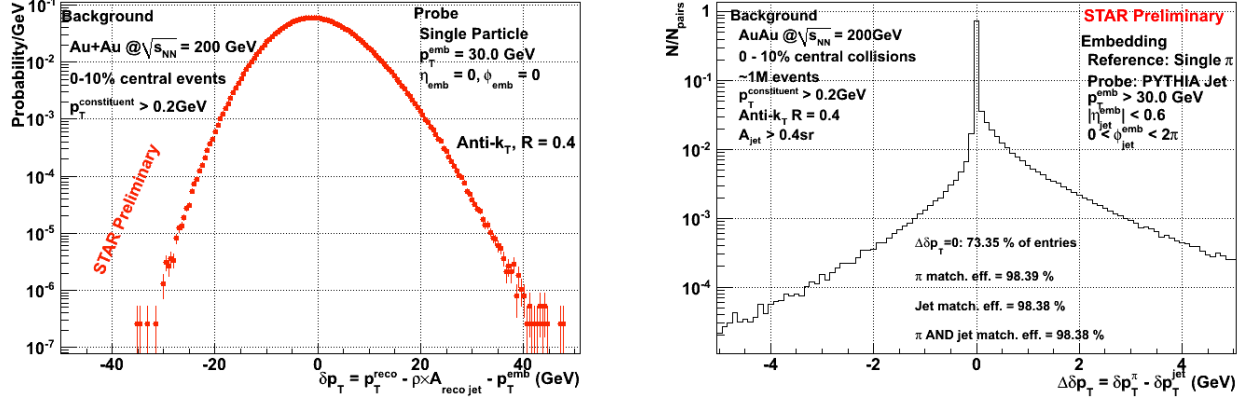 Background
Au+Au @√s_NN = 200 GeV
0-10% central events
p_T^constituent > 0.2GeV
Probe
Single Particle
p_T^emb = 30.0 GeV
η_emb = 0, ϕ_emb = 0
Anti-k_T, R = 0.4
STAR Preliminary
Probability/GeV
10^-1
10^-2
10^-3
10^-4
10^-5
10^-6
10^-7
-40 -20 0 20 40
δp_T = p_T^reco - ρ×A_reco jet - p_T^emb (GeV)
Background
AuAu @√s_NN = 200GeV
0 - 10% central collisions
~1M events
p_T^constituent > 0.2GeV
Anti-k_T R = 0.4
A_jet > 0.4sr
STAR Preliminary
Embedding
Reference: Single π
Probe: PYTHIA Jet
p_T^emb > 30.0 GeV
|η_jet^emb| < 0.6
0 < ϕ_jet^emb < 2π
Δδp_T=0: 73.35 % of entries
π match. eff. = 98.39 %
Jet match. eff. = 98.38 %
π AND jet match. eff. = 98.38 %
N/N_pairs
1
10^-1
10^-2
10^-3
10^-4
-4 -2 0 2 4
Δδp_T = δp_T^π - δp_T^jet (GeV)